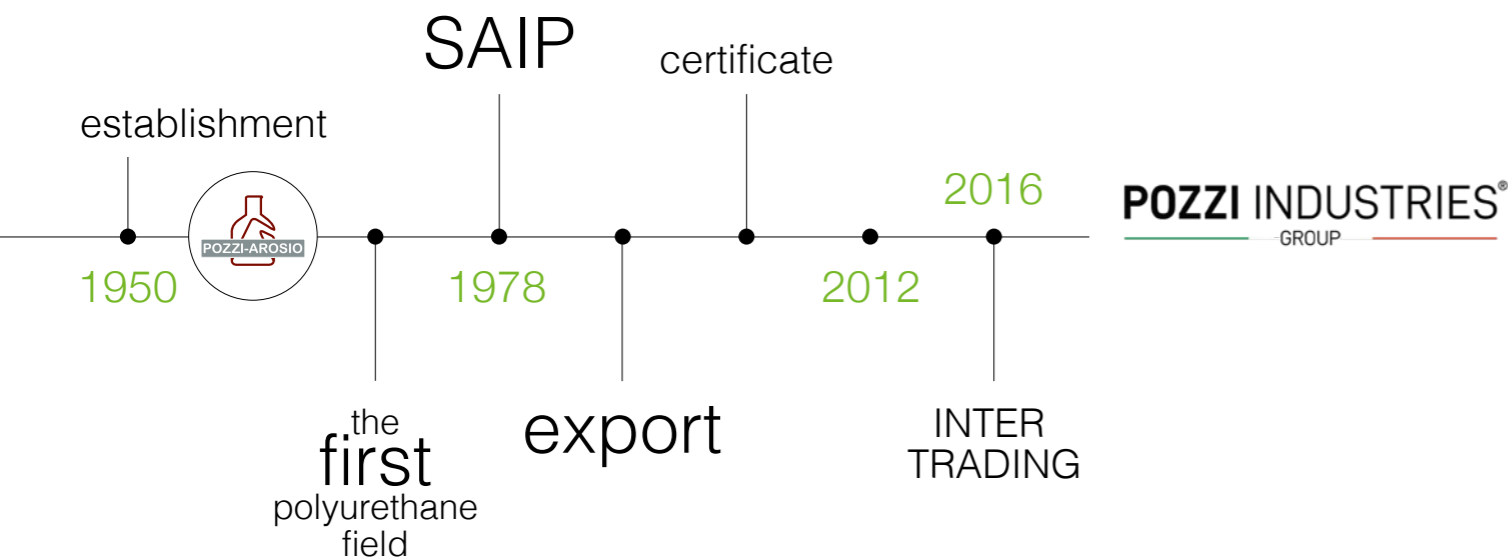 establishment
1950
POZZI-AROSIO
the
first
polyurethane
field
SAIP
1978
export
certificate
2012
2016
INTER
TRADING
POZZI INDUSTRIES®
GROUP